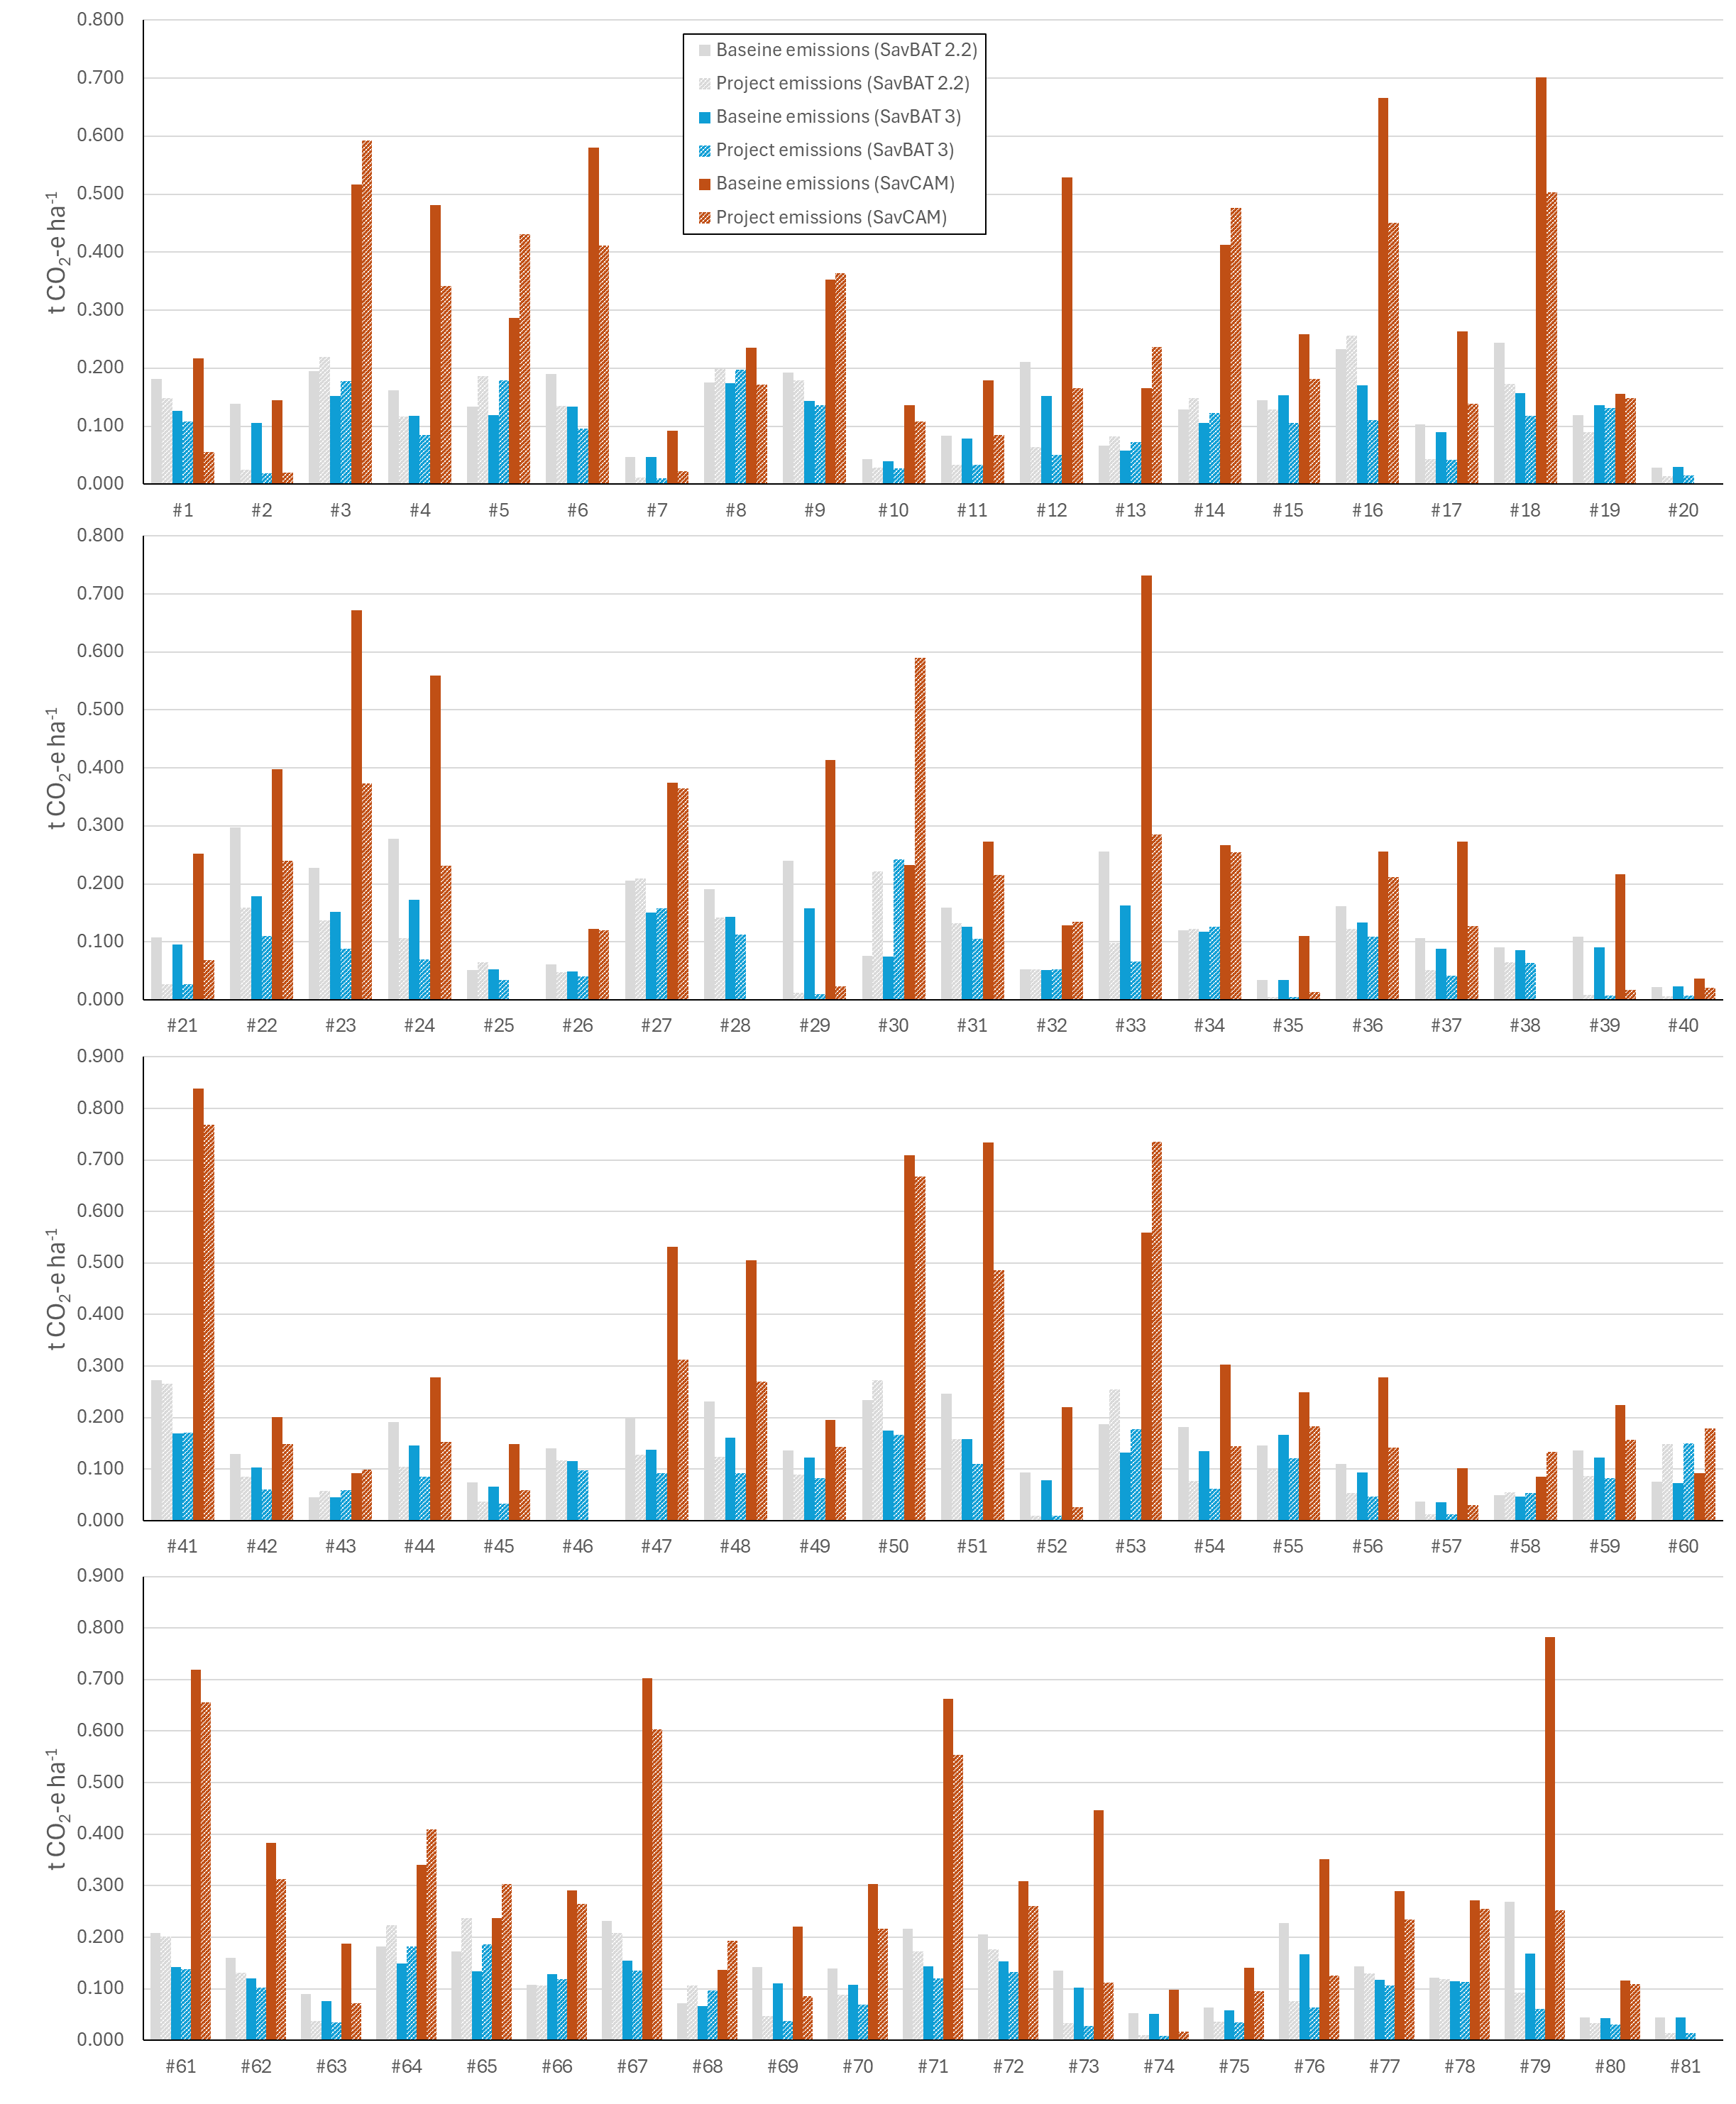 0.800
0.700
0.600
0.500
0.400
0.300
0.200
0.100
0.000
t CO₂-e ha⁻¹
Baseine emissions (SavBAT 2.2)
Project emissions (SavBAT 2.2)
Baseine emissions (SavBAT 3)
Project emissions (SavBAT 3)
Baseine emissions (SavCAM)
Project emissions (SavCAM)
#1 #2 #3 #4 #5 #6 #7 #8 #9 #10 #11 #12 #13 #14 #15 #16 #17 #18 #19 #20
0.800
0.700
0.600
0.500
0.400
0.300
0.200
0.100
0.000
t CO₂-e ha⁻¹
#21 #22 #23 #24 #25 #26 #27 #28 #29 #30 #31 #32 #33 #34 #35 #36 #37 #38 #39 #40
0.900
0.800
0.700
0.600
0.500
0.400
0.300
0.200
0.100
0.000
t CO₂-e ha⁻¹
#41 #42 #43 #44 #45 #46 #47 #48 #49 #50 #51 #52 #53 #54 #55 #56 #57 #58 #59 #60
0.900
0.800
0.700
0.600
0.500
0.400
0.300
0.200
0.100
0.000
t CO₂-e ha⁻¹
#61 #62 #63 #64 #65 #66 #67 #68 #69 #70 #71 #72 #73 #74 #75 #76 #77 #78 #79 #80 #81